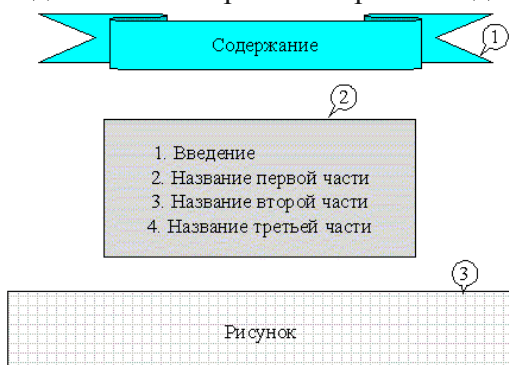 Содержание
1
2
1. Введение
2. Название первой части
3. Название второй части
4. Название третьей части
3
Рисунок